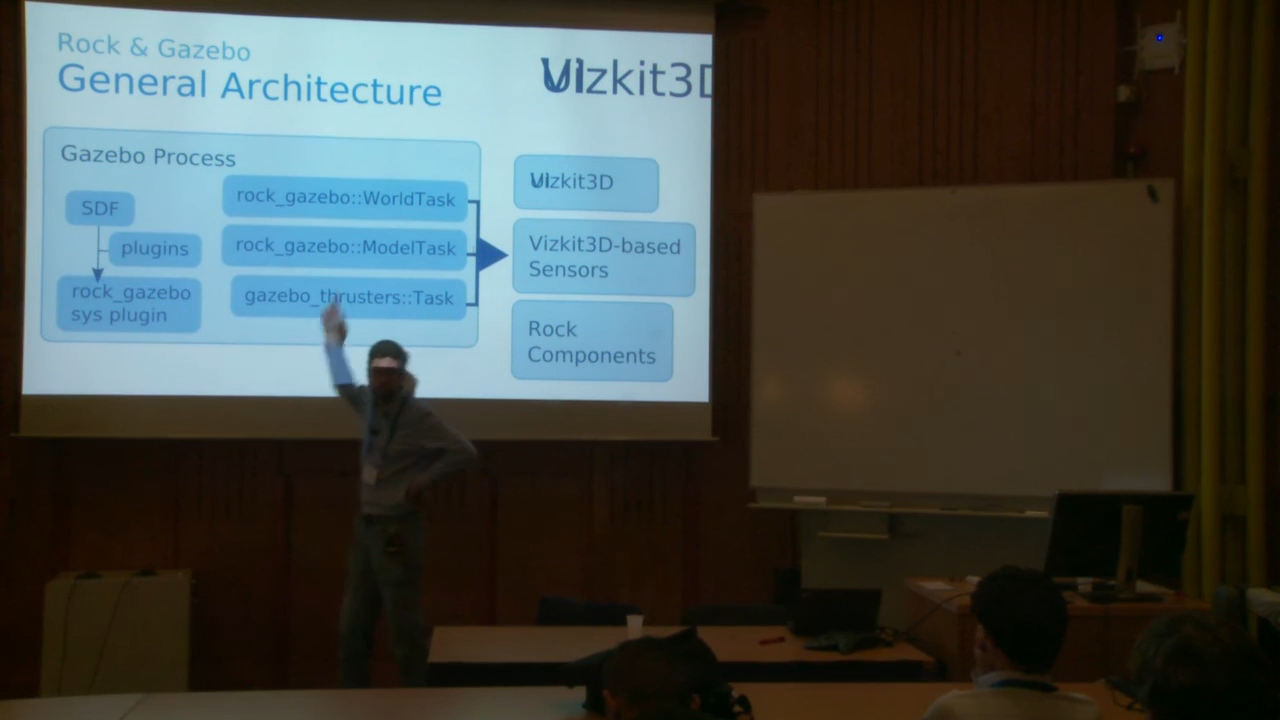 Rock & Gazebo
General Architecture
Vizkit3D
Gazebo Process
SDF
plugins
rock_gazebo
sys plugin
rock_gazebo::WorldTask
rock_gazebo::ModelTask
gazebo_thrusters::Task
Vizkit3D
Vizkit3D-based
Sensors
Rock
Components